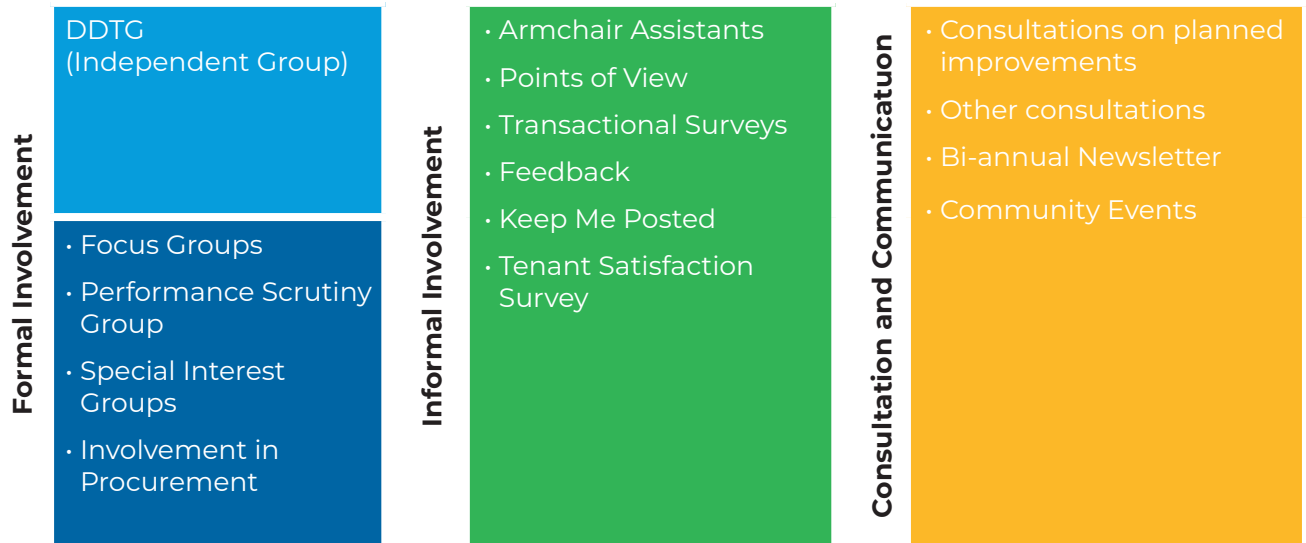 Formal Involvement
DDTG
(Independent Group)
· Focus Groups
· Performance Scrutiny
Group
· Special Interest
Groups
· Involvement in
Procurement
Informal Involvement
· Armchair Assistants
· Points of View
· Transactional Surveys
· Feedback
· Keep Me Posted
· Tenant Satisfaction
Survey
Consultation and Communicatuon
· Consultations on planned
improvements
· Other consultations
· Bi-annual Newsletter
· Community Events